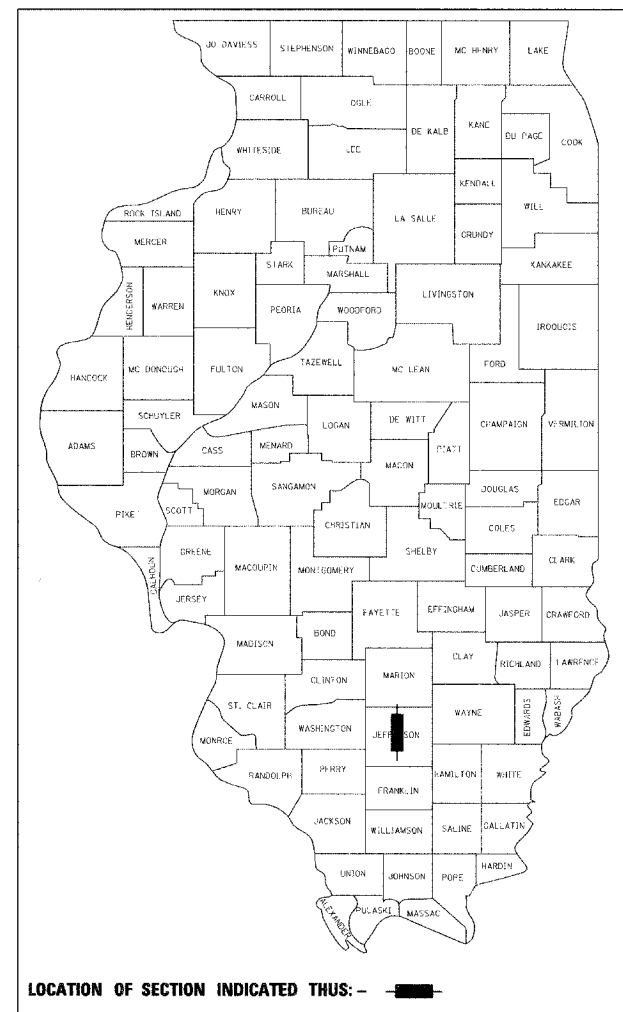 JO DAVIESS STEPHENSON WINNEBAGO BOONE MC HENRY LAKE
CARROLL OGLE DE KALB KANE DU PAGE COOK
WHITESIDE LEE
KENDALL WILL
ROCK ISLAND HENRY BUREAU LA SALLE GRUNDY
MERCER PUTNAM
STARK MARSHALL KANKAKEE
HENDERSON WARREN KNOX PEORIA WOODFORD LIVINGSTON IROQUOIS
HANCOCK MC DONOUGH FULTON TAZEWELL MC LEAN FORD
MASON
SCHUYLER LOGAN DE WITT CHAMPAIGN VERMILION
ADAMS BROWN CASS MENARD MACON PIATT
MORGAN SANGAMON DOUGLAS EDGAR
PIKE SCOTT CHRISTIAN MOULTRIE COLES
GREENE MACOUPIN MONTGOMERY SHELBY CUMBERLAND CLARK
CALHOUN JERSEY
FAYETTE EFFINGHAM JASPER CRAWFORD
MADISON BOND
CLAY RICHLAND LAWRENCE
CLINTON MARION
ST. CLAIR WAYNE EDWARDS WABASH
MONROE WASHINGTON JEFFERSON
RANDOLPH PERRY HAMILTON WHITE
FRANKLIN
JACKSON WILLIAMSON SALINE GALLATIN
UNION JOHNSON POPE HARDIN
ALEXANDER PULASKI MASSAC
LOCATION OF SECTION INDICATED THUS: -